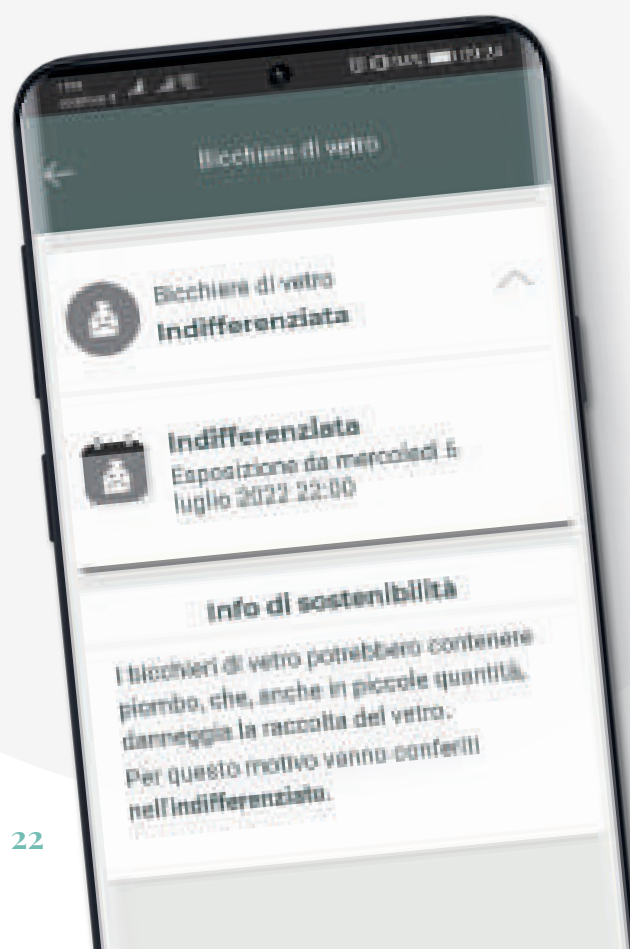 09:24
Bicchiere di vetro
Bicchiere di vetro
Indifferenziata
Indifferenziata
Esposizione da mercoledì 6
luglio 2022 22:00
Info di sostenibilità
I bicchieri di vetro potrebbero contenere
piombo, che, anche in piccole quantità,
danneggia la raccolta del vetro.
Per questo motivo vanno conferiti
nell'indifferenziato.
22